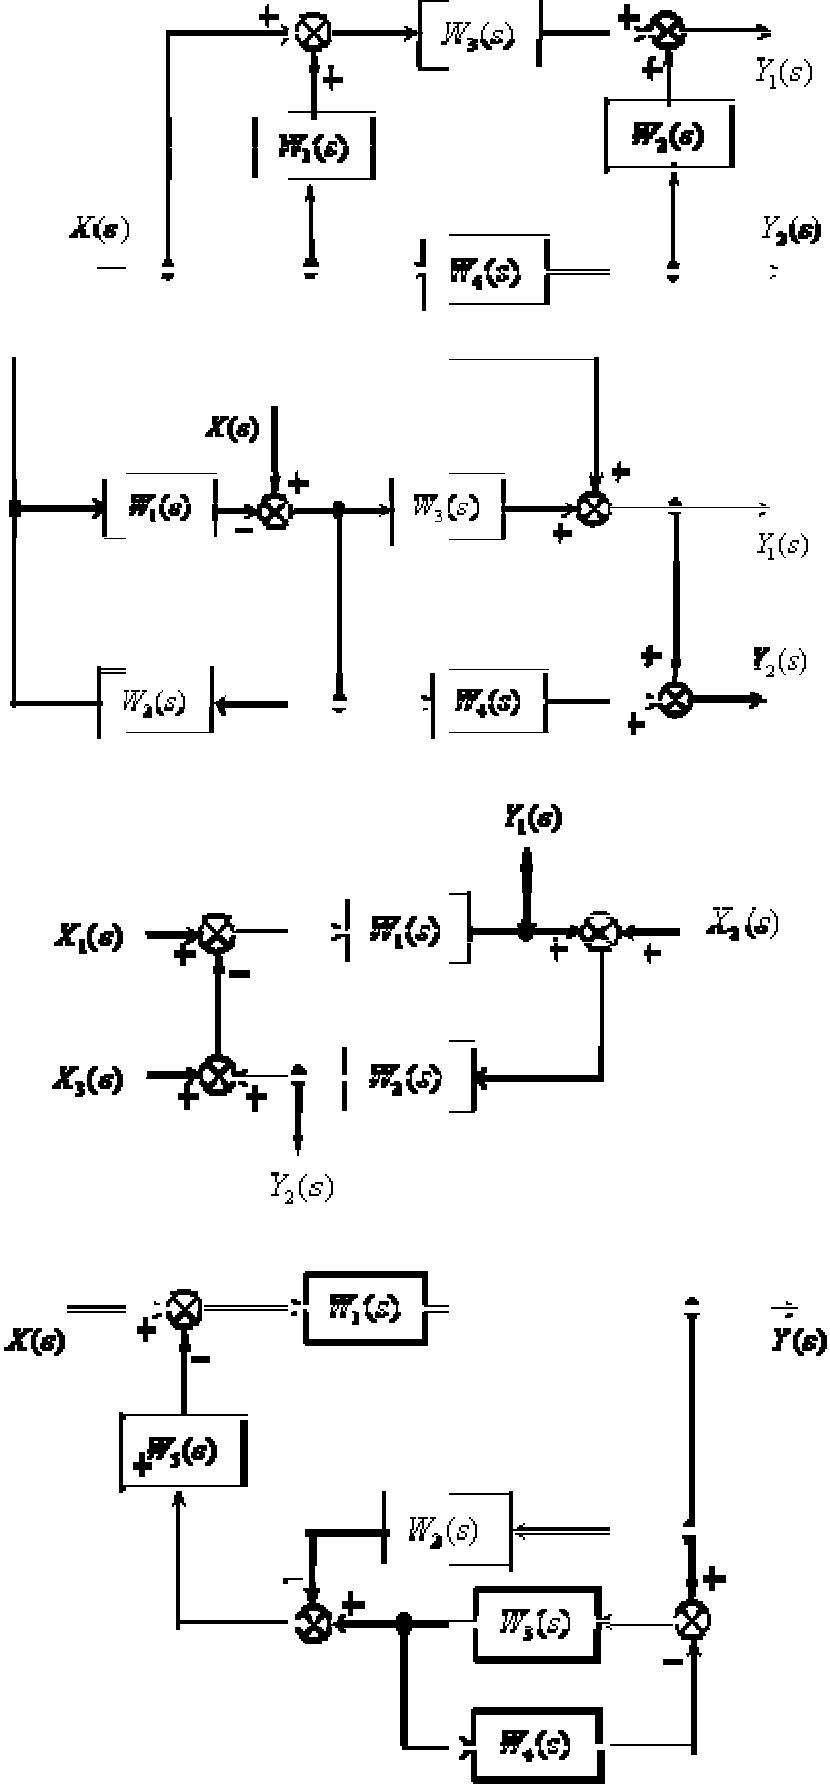 + W₃(s) +
+ + Y₁(s)
W₁(s) W₂(s)
X(s) Y₂(s)
W₄(s)
X(s)
+ +
W₁(s) W₃(s)
− + Y₁(s)
+ Y₂(s)
W₂(s) W₄(s)
+
Y₁(s)
X₁(s) W₁(s) X₂(s)
+ − + +
X₃(s) W₂(s)
+ +
Y₂(s)
W₁(s)
X(s) + Y(s)
−
+W₅(s)
W₂(s)
− + +
W₃(s)
−
W₄(s)